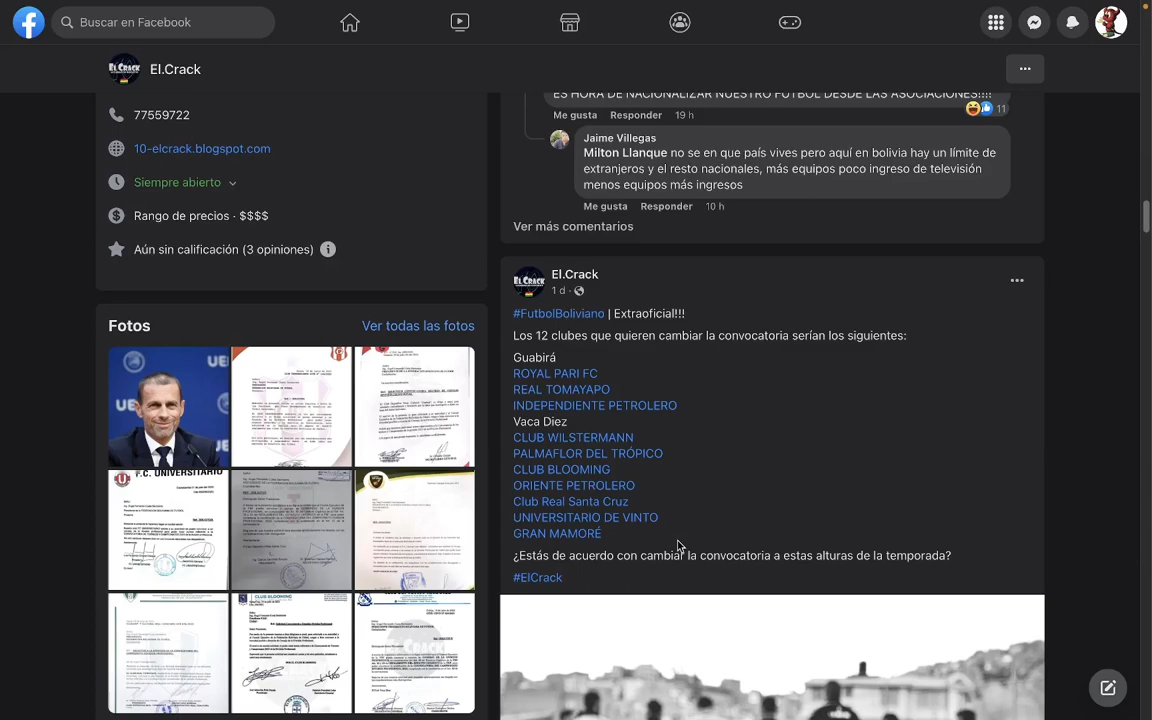 Buscar en Facebook
EL CRACK
El.Crack
77559722
10-elcrack.blogspot.com
Siempre abierto
Rango de precios · $$$$
Aún sin calificación (3 opiniones)
Fotos
Ver todas las fotos
F.C. UNIVERSITARIO
ES HORA DE NACIONALIZAR NUESTRO FUTBOL DESDE LAS ASOCIACIONES!!!!
11
Me gusta Responder 19 h
Jaime Villegas
Milton Llanque no se en que país vives pero aquí en bolivia hay un límite de
extranjeros y el resto nacionales, más equipos poco ingreso de televisión
menos equipos más ingresos
Me gusta Responder 10 h
Ver más comentarios
EL CRACK
El.Crack
1 d ·
#FutbolBoliviano | Extraoficial!!!
Los 12 clubes que quieren cambiar la convocatoria serían los siguientes:
Guabirá
ROYAL PARI FC
REAL TOMAYAPO
INDEPENDIENTE PETROLERO
Vaca Diez
CLUB WILSTERMANN
PALMAFLOR DEL TRÓPICO
CLUB BLOOMING
ORIENTE PETROLERO
Club Real Santa Cruz
UNIVERSITARIO DE VINTO
GRAN MAMORÉ
¿Estás de acuerdo con cambiar la convocatoria a estas alturas de la temporada?
#ElCrack